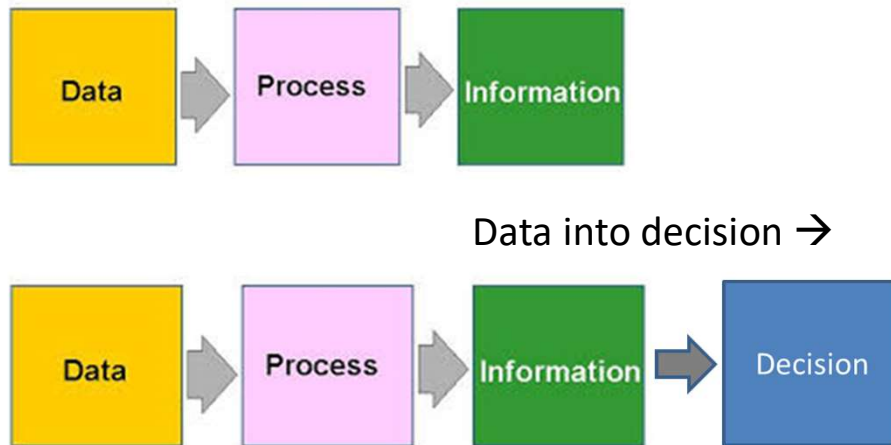 Data
Process
Information
Data into decision →
Data
Process
Information
Decision